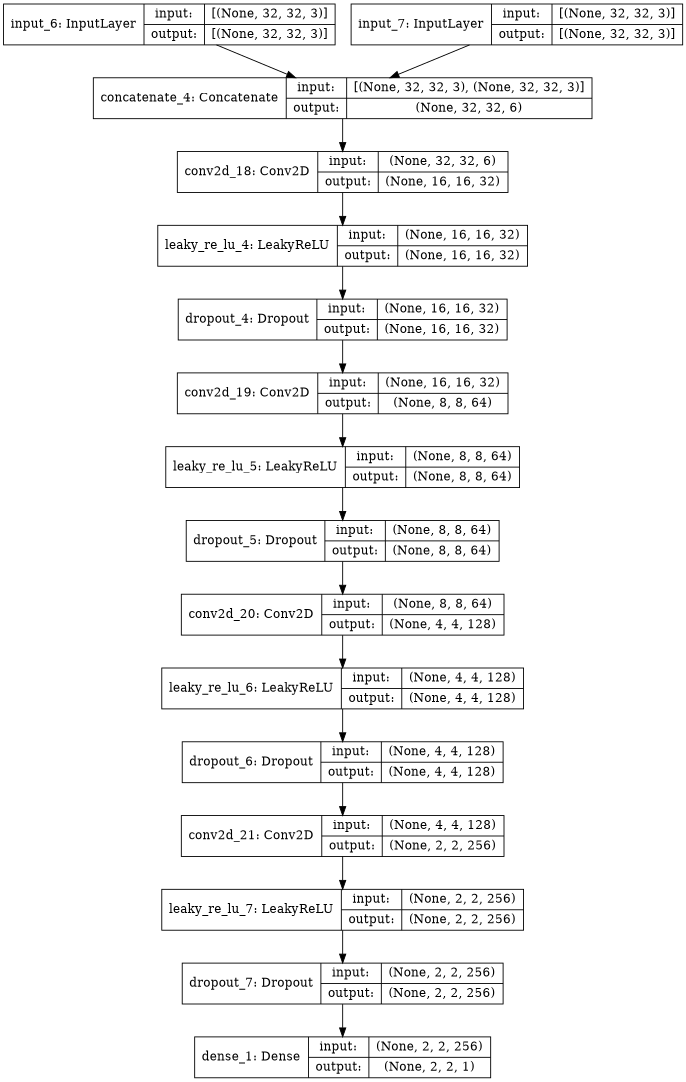 input_6: InputLayer input: [(None, 32, 32, 3)]
output: [(None, 32, 32, 3)]
input_7: InputLayer input: [(None, 32, 32, 3)]
output: [(None, 32, 32, 3)]
concatenate_4: Concatenate input: [(None, 32, 32, 3), (None, 32, 32, 3)]
output: (None, 32, 32, 6)
conv2d_18: Conv2D input: (None, 32, 32, 6)
output: (None, 16, 16, 32)
leaky_re_lu_4: LeakyReLU input: (None, 16, 16, 32)
output: (None, 16, 16, 32)
dropout_4: Dropout input: (None, 16, 16, 32)
output: (None, 16, 16, 32)
conv2d_19: Conv2D input: (None, 16, 16, 32)
output: (None, 8, 8, 64)
leaky_re_lu_5: LeakyReLU input: (None, 8, 8, 64)
output: (None, 8, 8, 64)
dropout_5: Dropout input: (None, 8, 8, 64)
output: (None, 8, 8, 64)
conv2d_20: Conv2D input: (None, 8, 8, 64)
output: (None, 4, 4, 128)
leaky_re_lu_6: LeakyReLU input: (None, 4, 4, 128)
output: (None, 4, 4, 128)
dropout_6: Dropout input: (None, 4, 4, 128)
output: (None, 4, 4, 128)
conv2d_21: Conv2D input: (None, 4, 4, 128)
output: (None, 2, 2, 256)
leaky_re_lu_7: LeakyReLU input: (None, 2, 2, 256)
output: (None, 2, 2, 256)
dropout_7: Dropout input: (None, 2, 2, 256)
output: (None, 2, 2, 256)
dense_1: Dense input: (None, 2, 2, 256)
output: (None, 2, 2, 1)